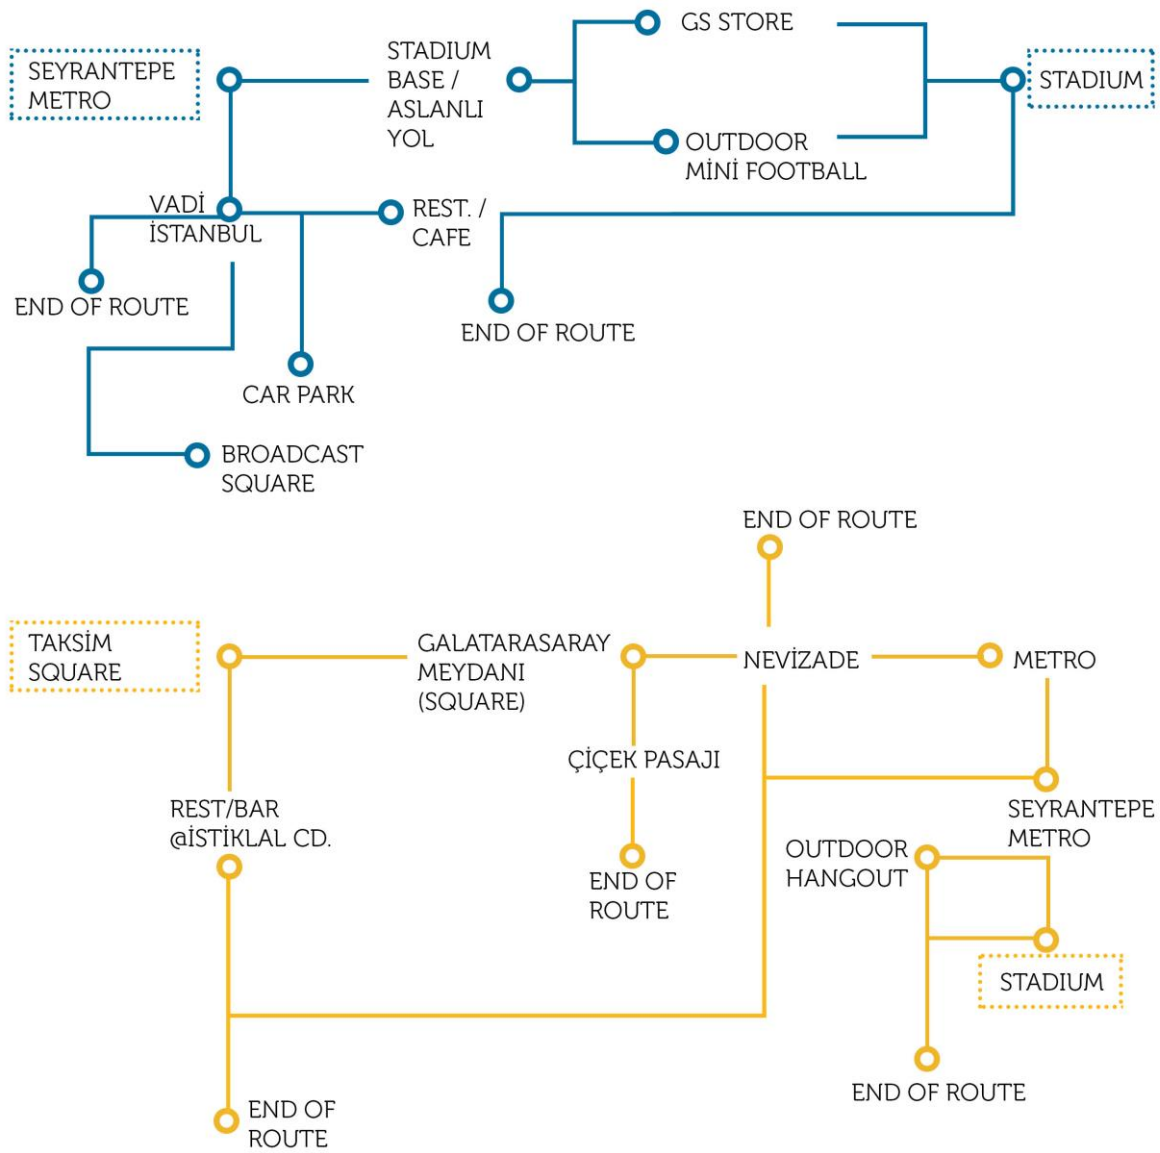 SEYRANTEPE
METRO
STADIUM
BASE /
ASLANLI
YOL
GS STORE
OUTDOOR
MİNİ FOOTBALL
STADIUM
VADİ
İSTANBUL
REST. /
CAFE
END OF ROUTE
END OF ROUTE
CAR PARK
BROADCAST
SQUARE
END OF ROUTE
TAKSİM
SQUARE
GALATARASARAY
MEYDANI
(SQUARE)
NEVİZADE
METRO
ÇİÇEK PASAJI
REST/BAR
@İSTİKLAL CD.
SEYRANTEPE
METRO
END OF
ROUTE
OUTDOOR
HANGOUT
STADIUM
END OF ROUTE
END OF
ROUTE